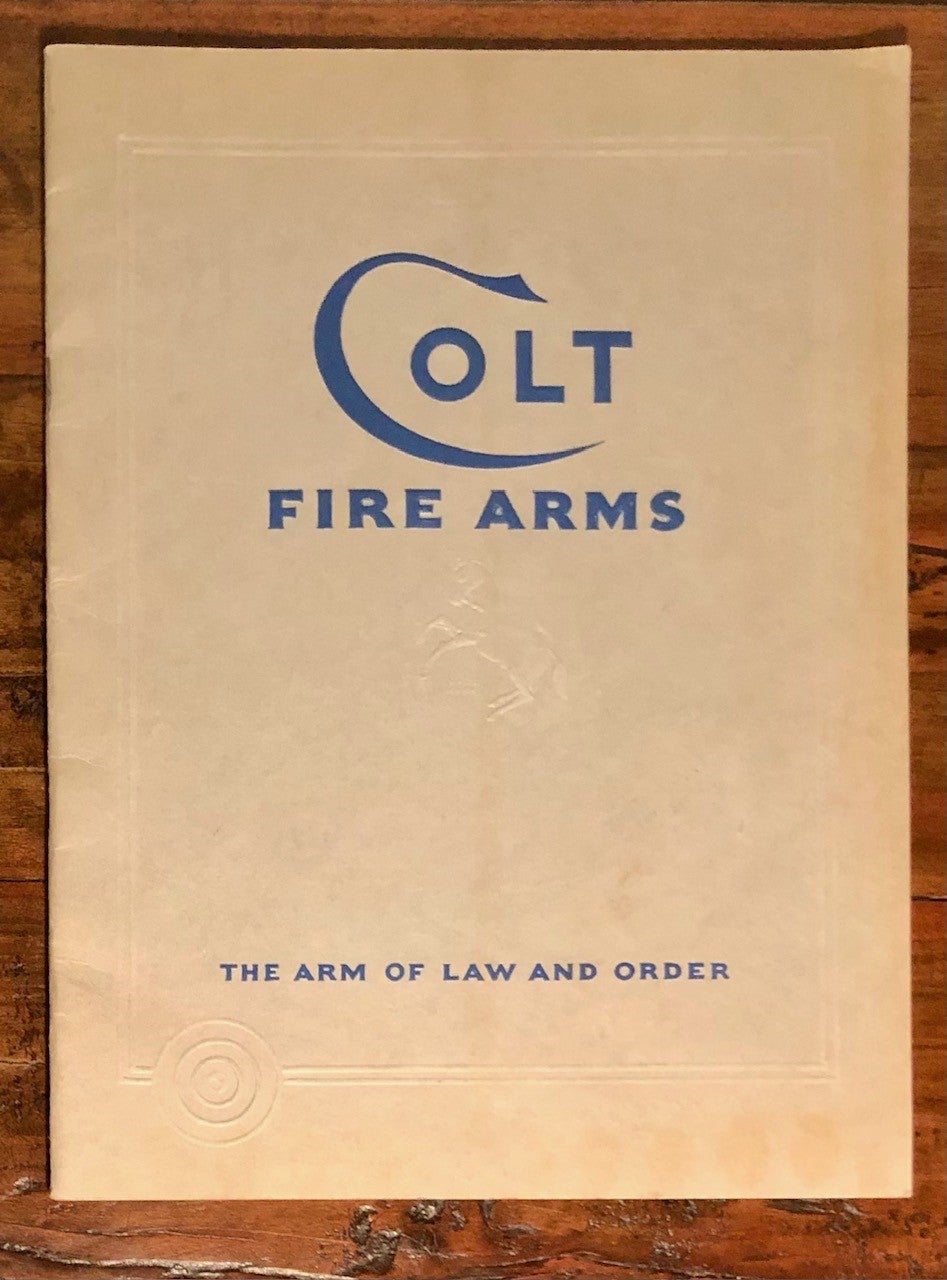 COLT
FIRE ARMS
THE ARM OF LAW AND ORDER